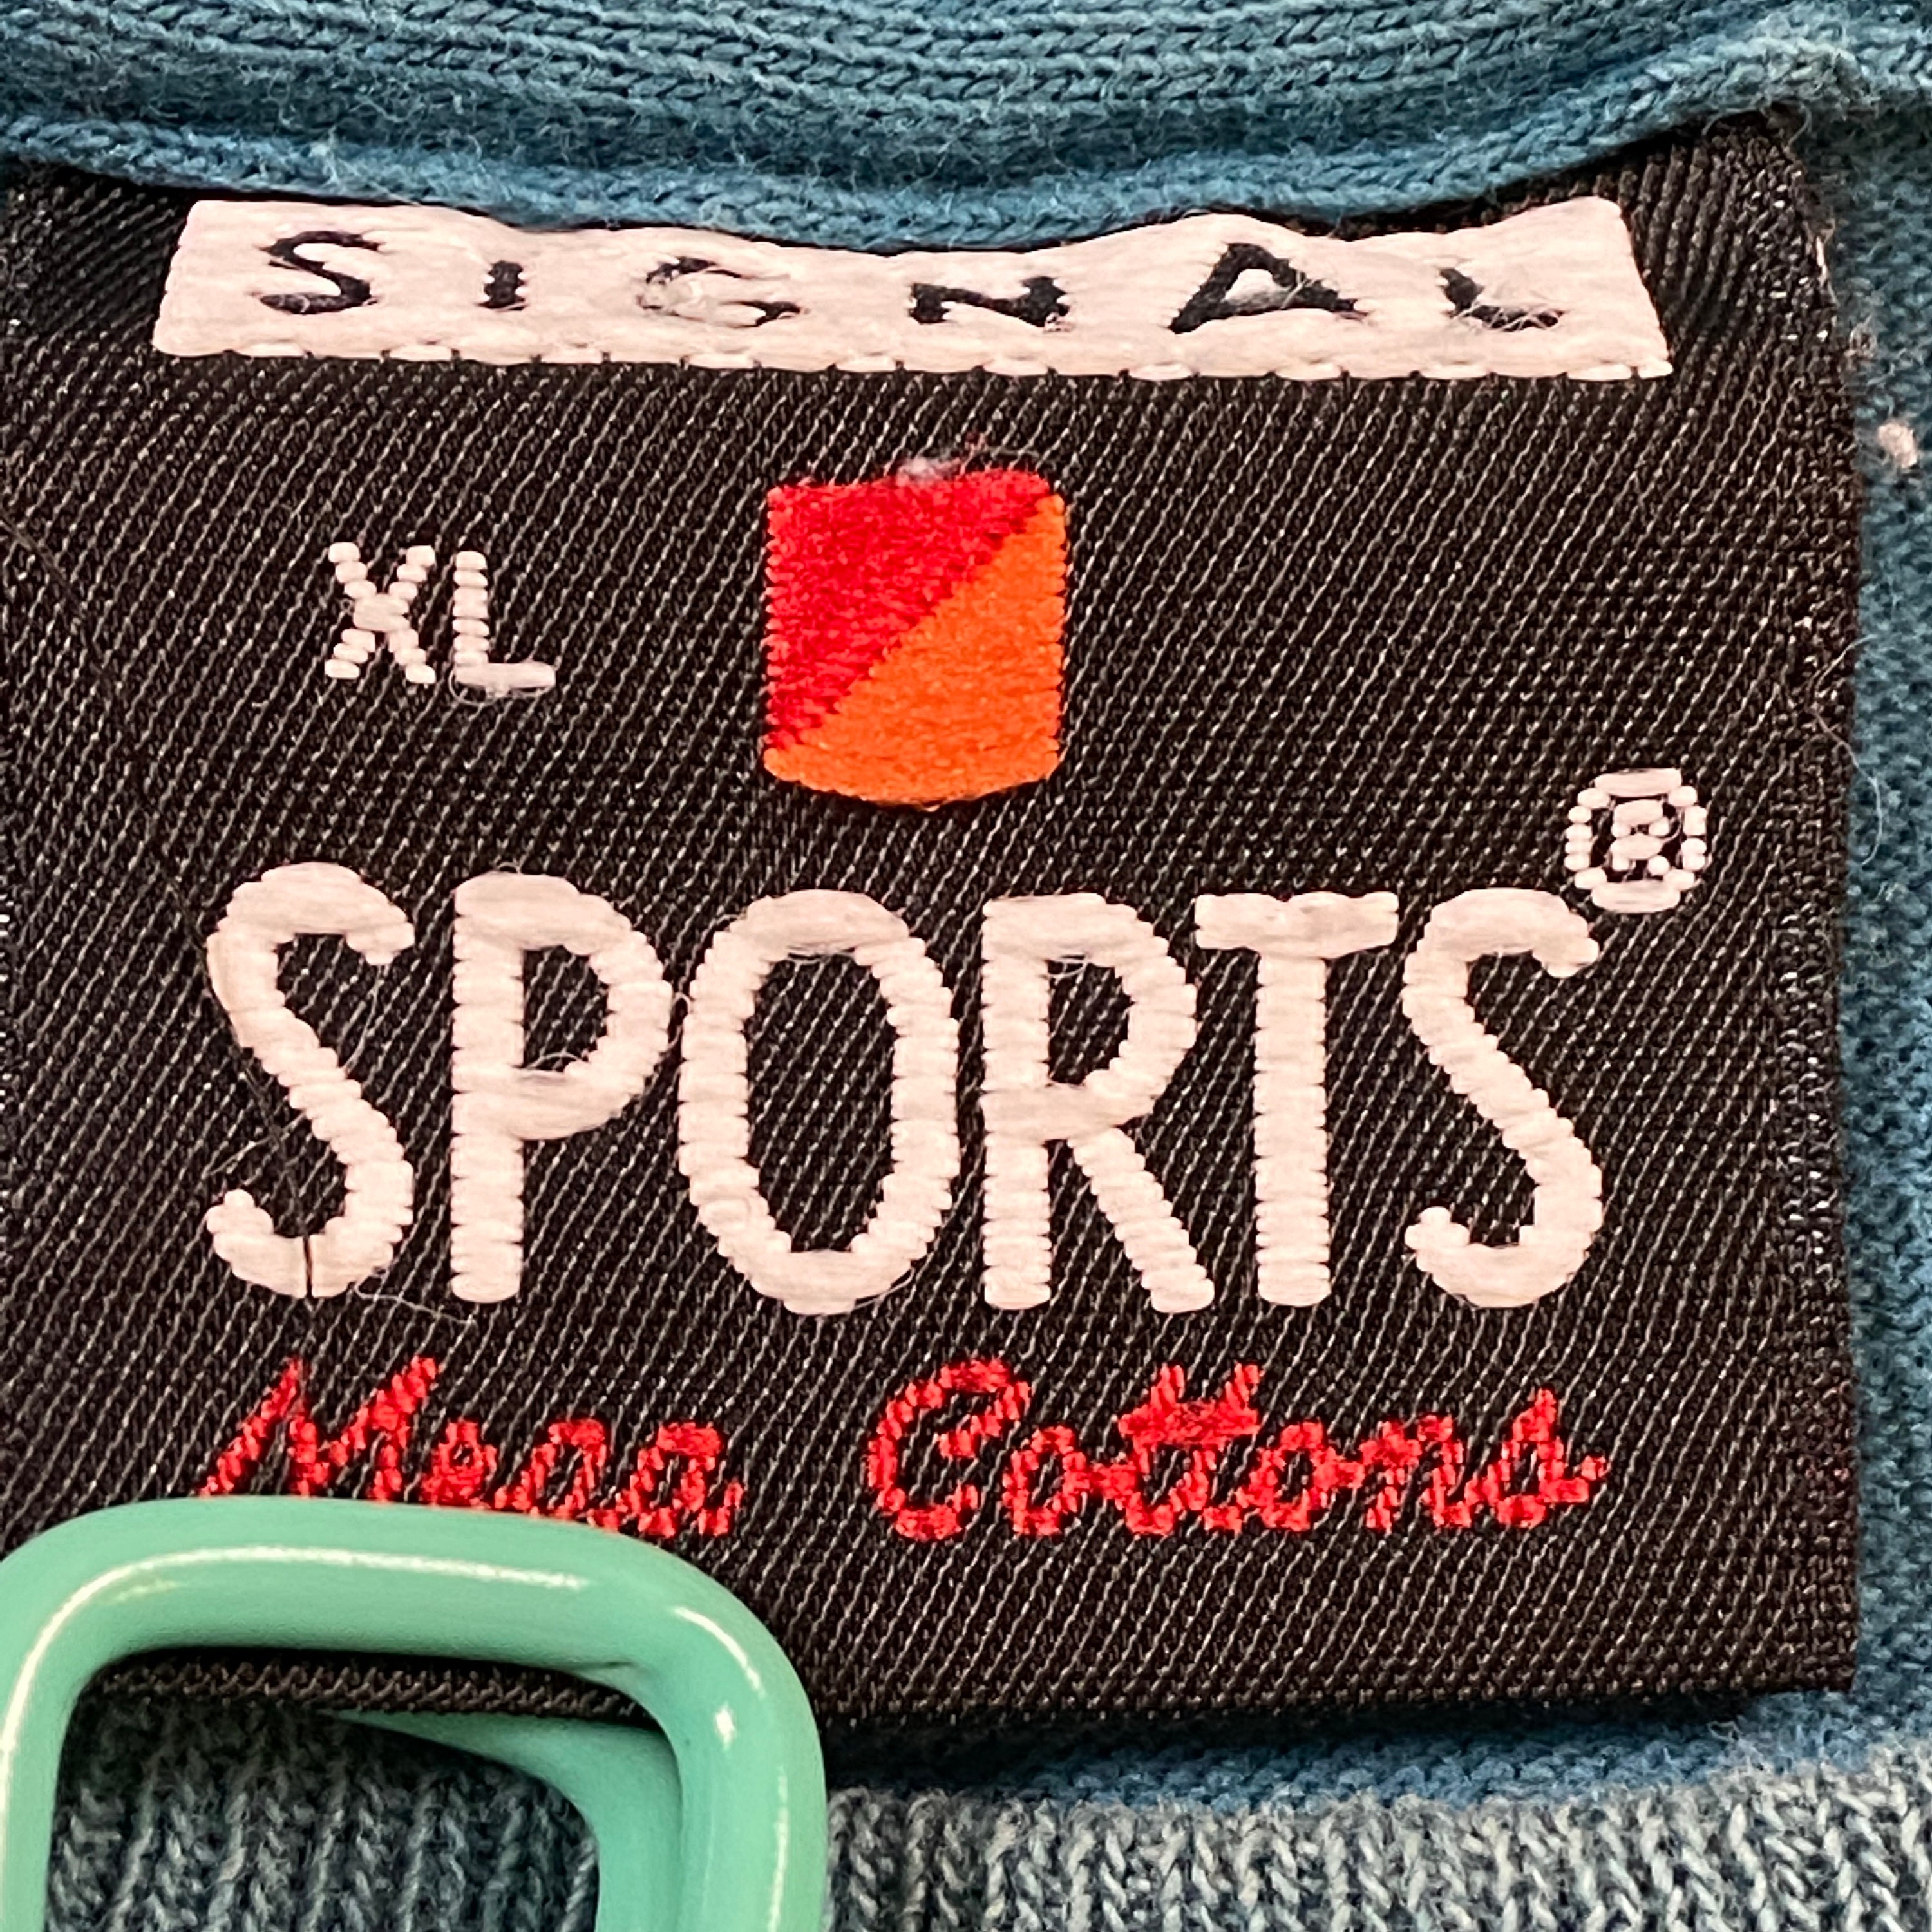 SIGNAL
XL
SPORTS®
Mesa Cottons